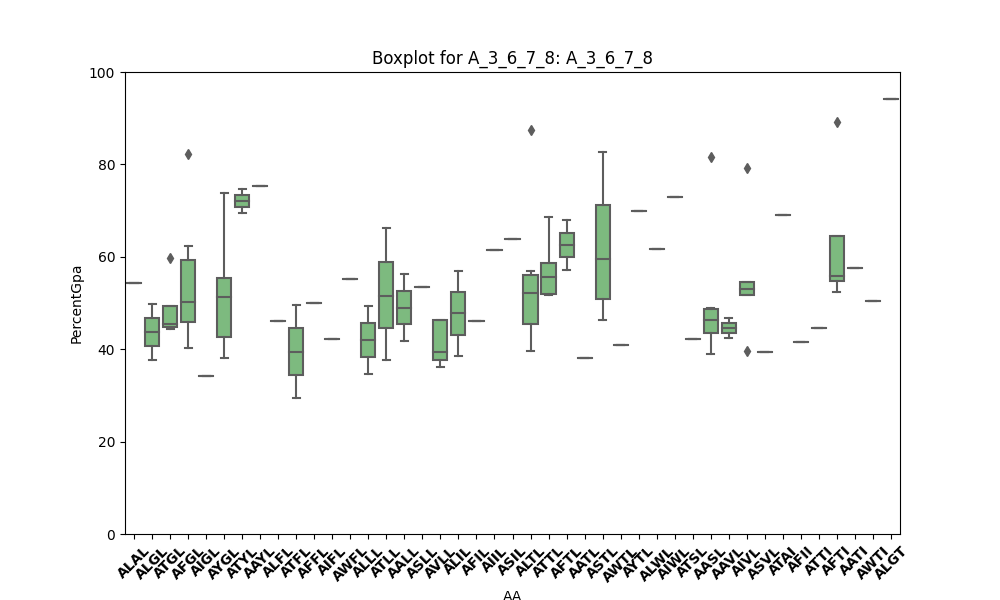 Boxplot for A_3_6_7_8: A_3_6_7_8
PercentGpa
100
80
60
40
20
0
ALAL
ALGL
ATGL
AFGL
AIGL
AYGL
ATYL
AAYL
ALFL
ATFL
AFFL
AIFL
AWFL
ALLL
ATLL
AALL
ASLL
AVLL
ALIL
AFIL
AIIL
ASIL
ALTL
ATTL
AFTL
AATL
ASTL
AWTL
AYTL
ALWL
AIWL
ATSL
AASL
AAVL
AIVL
ASVL
ATAI
AFII
ATTI
AFTI
AATI
AWTI
ALGT
AA